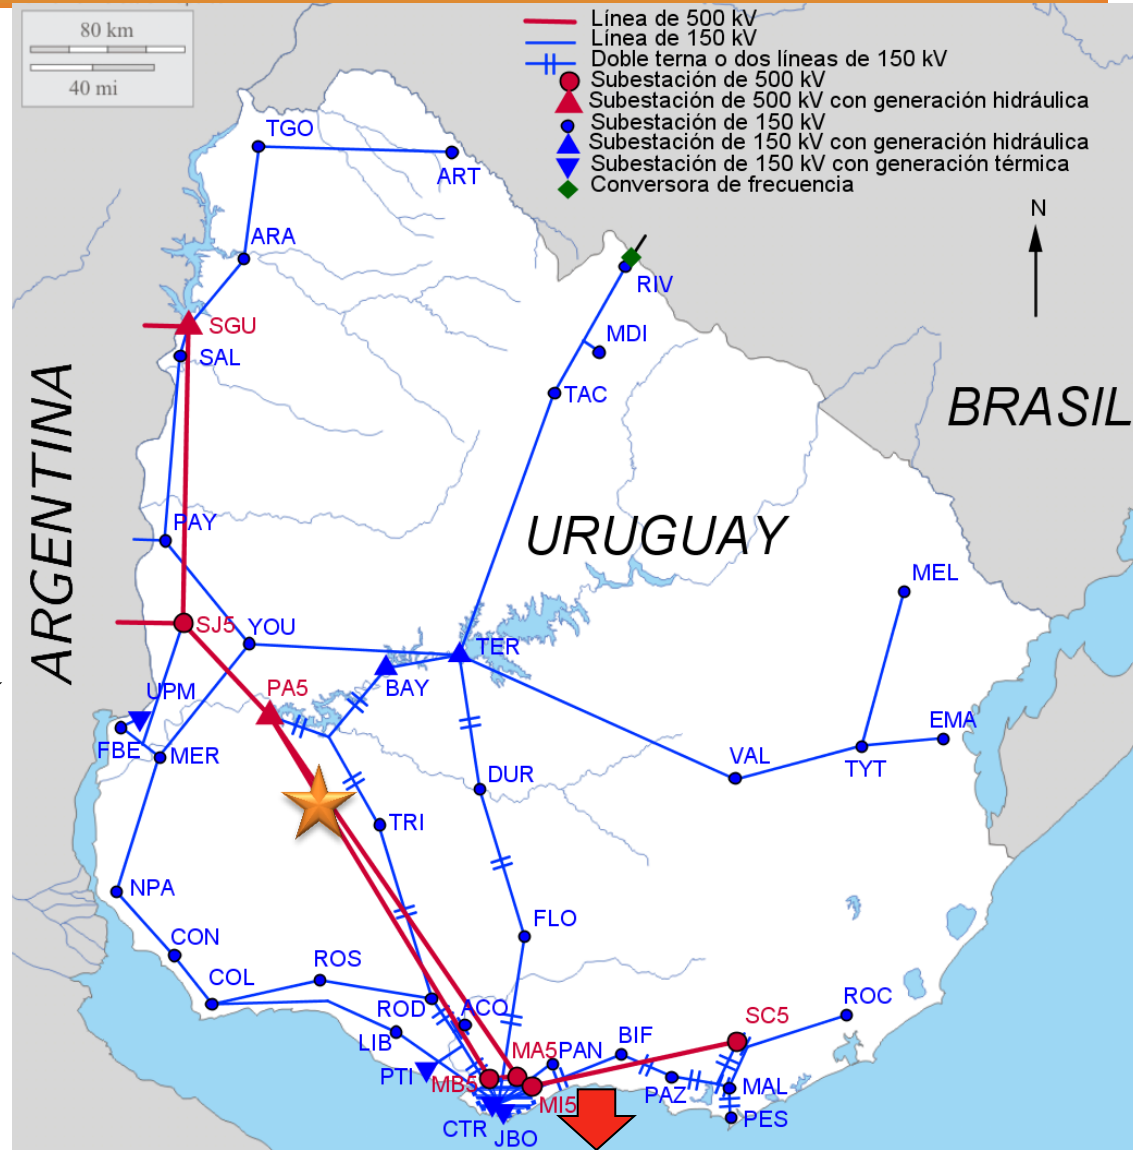 80 km
40 mi
Línea de 500 kV
Línea de 150 kV
Doble terna o dos líneas de 150 kV
Subestación de 500 kV
Subestación de 500 kV con generación hidráulica
Subestación de 150 kV
Subestación de 150 kV con generación hidráulica
Subestación de 150 kV con generación térmica
Conversora de frecuencia
N
TGO
ART
ARA
RIV
SGU
MDI
SAL
TAC
ARGENTINA
BRASIL
PAY
URUGUAY
MEL
SJ5
YOU
TER
BAY
PA5
UPM
EMA
FBE
MER
VAL
TYT
DUR
TRI
NPA
FLO
CON
ROS
COL
ROD
ACO
SC5
ROC
LIB
MA5
PAN
BIF
PTI
MB5
PAZ
MAL
MI5
PES
CTR
JBO